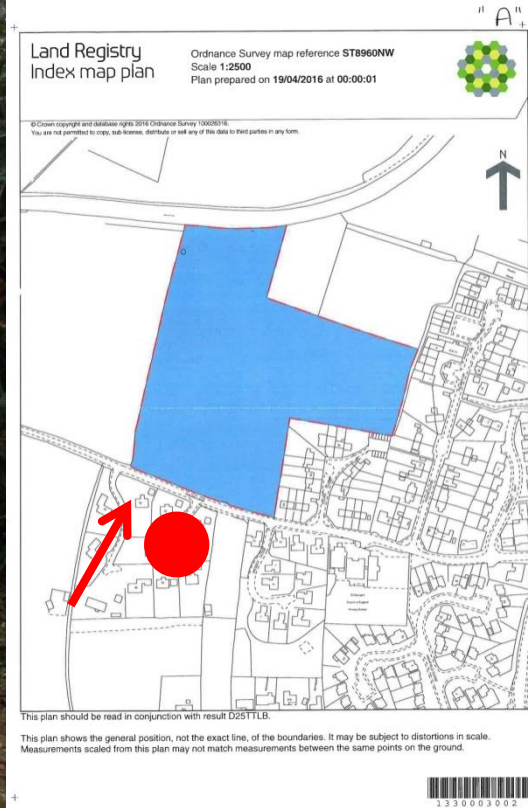 "A"
Land Registry
Index map plan
Ordnance Survey map reference ST8960NW
Scale 1:2500
Plan prepared on 19/04/2016 at 00:00:01
© Crown copyright and database rights 2016 Ordnance Survey 100026316.
You are not permitted to copy, sub-license, distribute or sell any of this data to third parties in any form.
N
This plan should be read in conjunction with result D25TTLB.
This plan shows the general position, not the exact line, of the boundaries. It may be subject to distortions in scale.
Measurements scaled from this plan may not match measurements between the same points on the ground.
1330003002